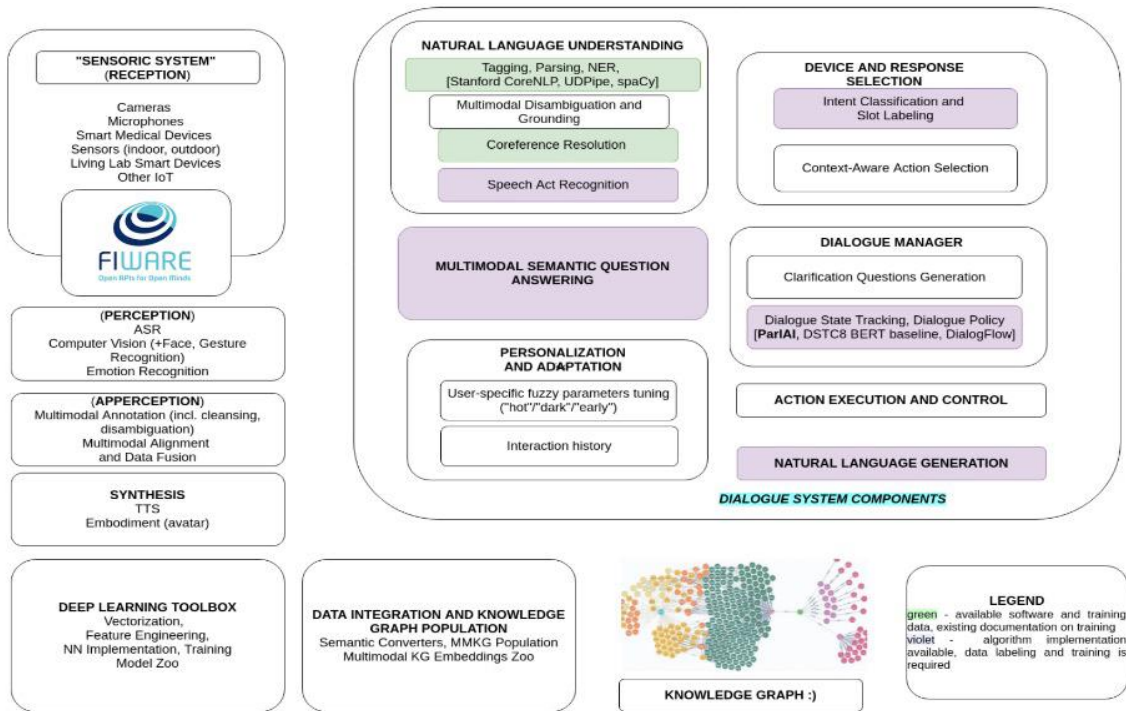 "SENSORIC SYSTEM"
(RECEPTION)
Cameras
Microphones
Smart Medical Devices
Sensors (indoor, outdoor)
Living Lab Smart Devices
Other IoT
FIWARE
Open APIs for Open Minds
(PERCEPTION)
ASR
Computer Vision (+Face, Gesture
Recognition)
Emotion Recognition
(APPERCEPTION)
Multimodal Annotation (incl. cleansing,
disambiguation)
Multimodal Alignment
and Data Fusion
SYNTHESIS
TTS
Embodiment (avatar)
NATURAL LANGUAGE UNDERSTANDING
Tagging, Parsing, NER,
[Stanford CoreNLP, UDPipe, spaCy]
Multimodal Disambiguation and
Grounding
Coreference Resolution
Speech Act Recognition
MULTIMODAL SEMANTIC QUESTION
ANSWERING
PERSONALIZATION
AND ADAPTATION
User-specific fuzzy parameters tuning
("hot"/"dark"/"early")
Interaction history
DEVICE AND RESPONSE
SELECTION
Intent Classification and
Slot Labeling
Context-Aware Action Selection
DIALOGUE MANAGER
Clarification Questions Generation
Dialogue State Tracking, Dialogue Policy
[ParlAI, DSTC8 BERT baseline, DialogFlow]
ACTION EXECUTION AND CONTROL
NATURAL LANGUAGE GENERATION
DIALOGUE SYSTEM COMPONENTS
DEEP LEARNING TOOLBOX
Vectorization,
Feature Engineering,
NN Implementation, Training
Model Zoo
DATA INTEGRATION AND KNOWLEDGE
GRAPH POPULATION
Semantic Converters, MMKG Population
Multimodal KG Embeddings Zoo
KNOWLEDGE GRAPH :)
LEGEND
green - available software and training
data, existing documentation on training
violet - algorithm implementation
available, data labeling and training is
required